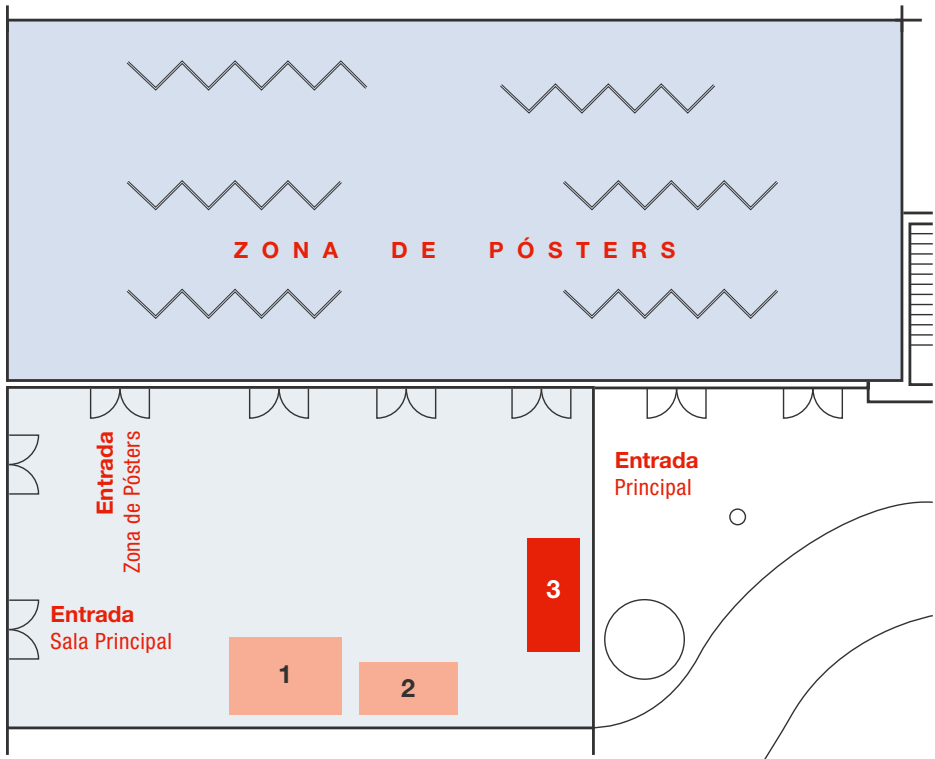 ZONA DE PÓSTERS
Entrada
Zona de Pósters
Entrada
Principal
Entrada
Sala Principal
1
2
3